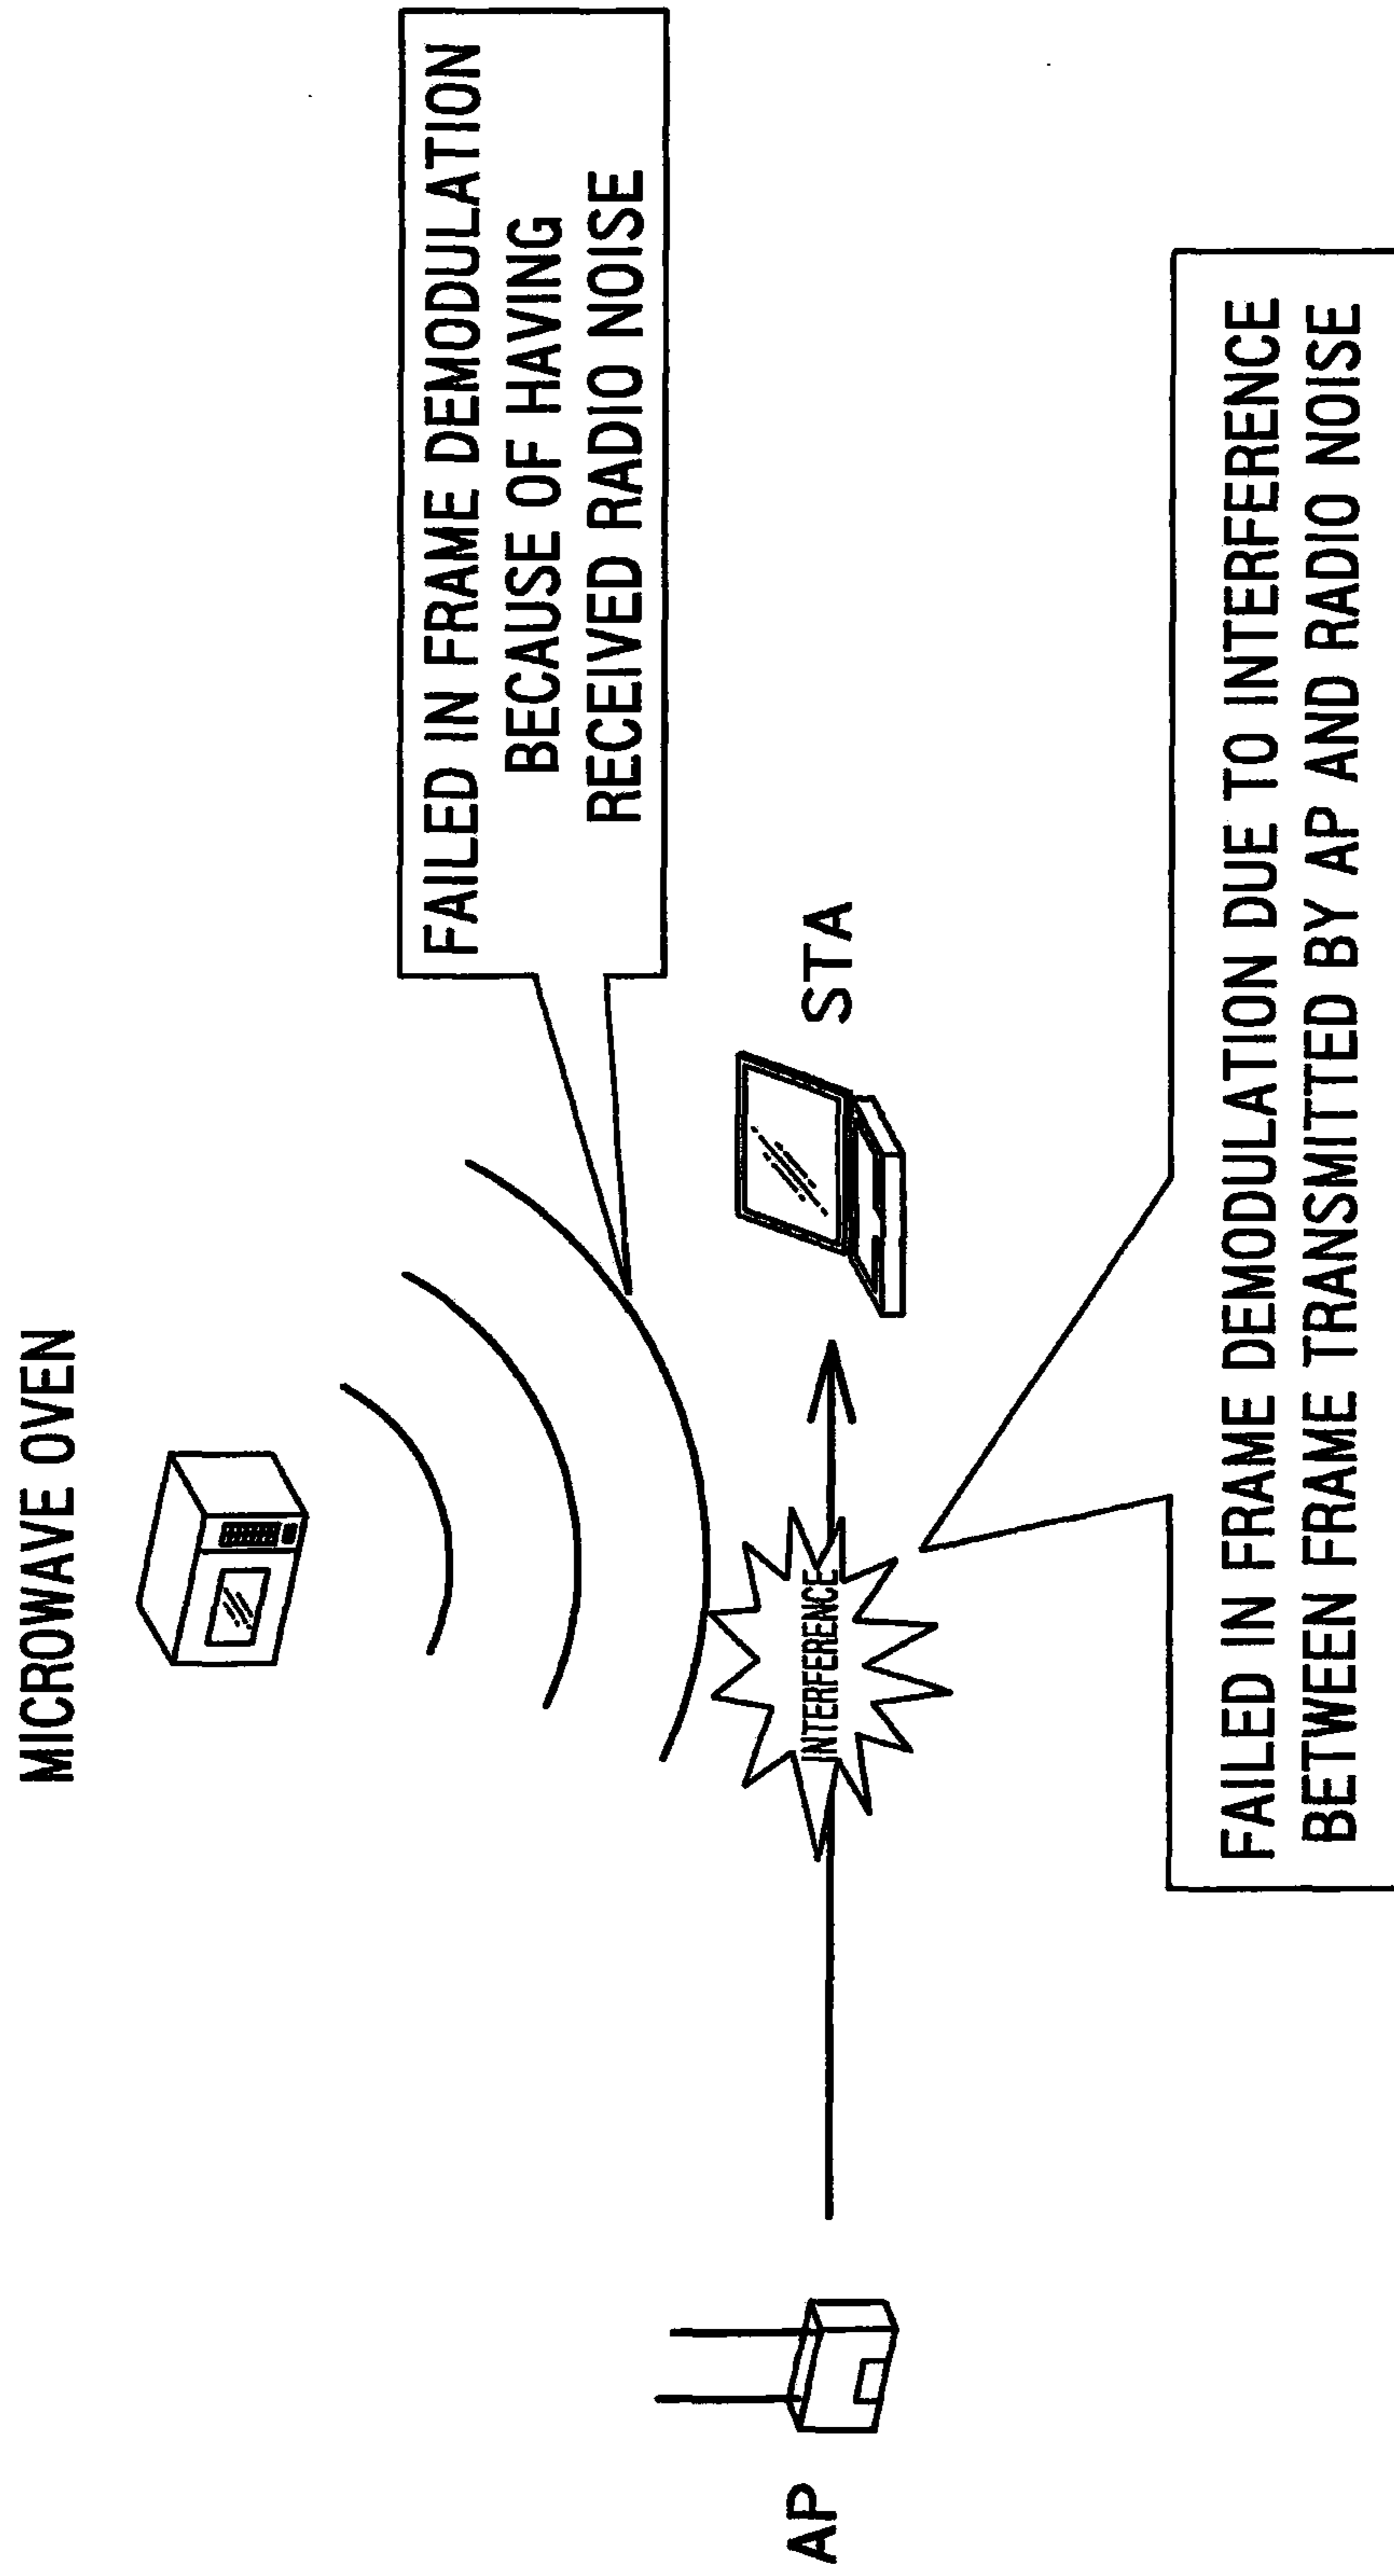 MICROWAVE OVEN
FAILED IN FRAME DEMODULATION
BECAUSE OF HAVING
RECEIVED RADIO NOISE
AP
INTERFERENCE
STA
FAILED IN FRAME DEMODULATION DUE TO INTERFERENCE
BETWEEN FRAME TRANSMITTED BY AP AND RADIO NOISE